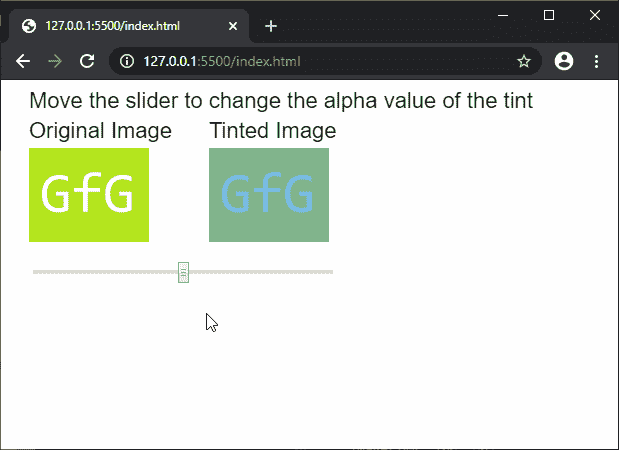 127.0.0.1:5500/index.html
127.0.0.1:5500/index.html
Move the slider to change the alpha value of the tint
Original Image Tinted Image
GfG GfG